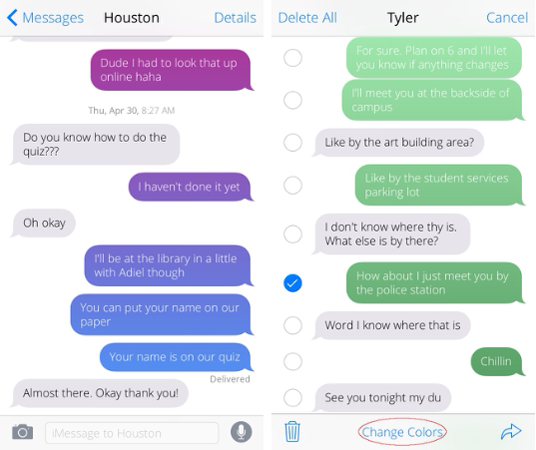 Messages
Houston
Details
Dude I had to look that up
online haha
Thu, Apr 30, 8:27 AM
Do you know how to do the
quiz???
I haven't done it yet
Oh okay
I'll be at the library in a little
with Adiel though
You can put your name on our
paper
Your name is on our quiz
Delivered
Almost there. Okay thank you!
iMessage to Houston
Delete All
Tyler
Cancel
For sure. Plan on 6 and I'll let
you know if anything changes
I'll meet you at the backside of
campus
Like by the art building area?
Like by the student services
parking lot
I don't know where thy is.
What else is by there?
How about I just meet you by
the police station
Word I know where that is
Chillin
See you tonight my du
Change Colors